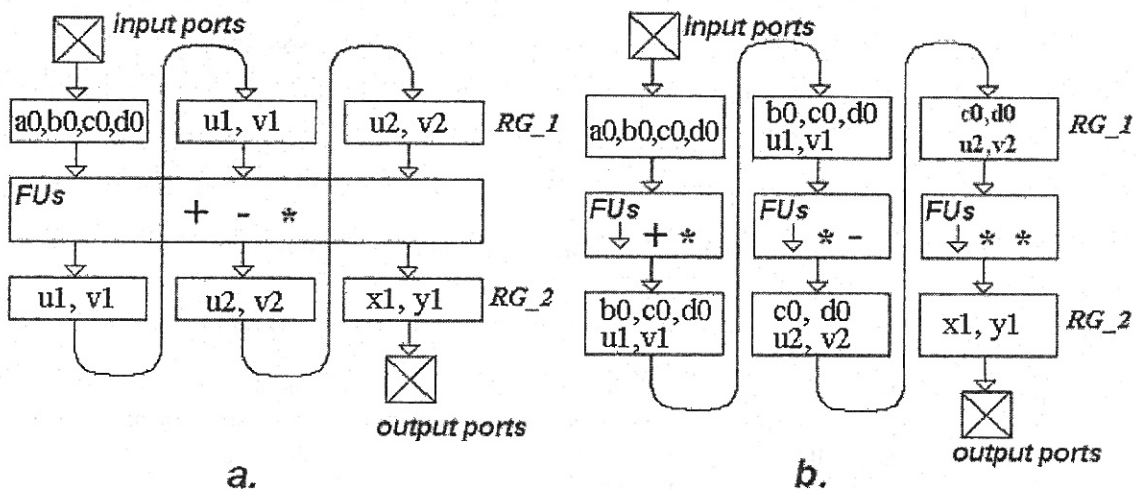 input ports
a0,b0,c0,d0
u1, v1
u2, v2
RG_1
FUs
+ - *
u1, v1
u2, v2
x1, y1
RG_2
output ports
a.
input ports
a0,b0,c0,d0
b0,c0,d0
u1,v1
c0,d0
u2,v2
RG_1
FUs
+ *
FUs
* -
FUs
* *
b0,c0,d0
u1,v1
c0, d0
u2, v2
x1, y1
RG_2
output ports
b.